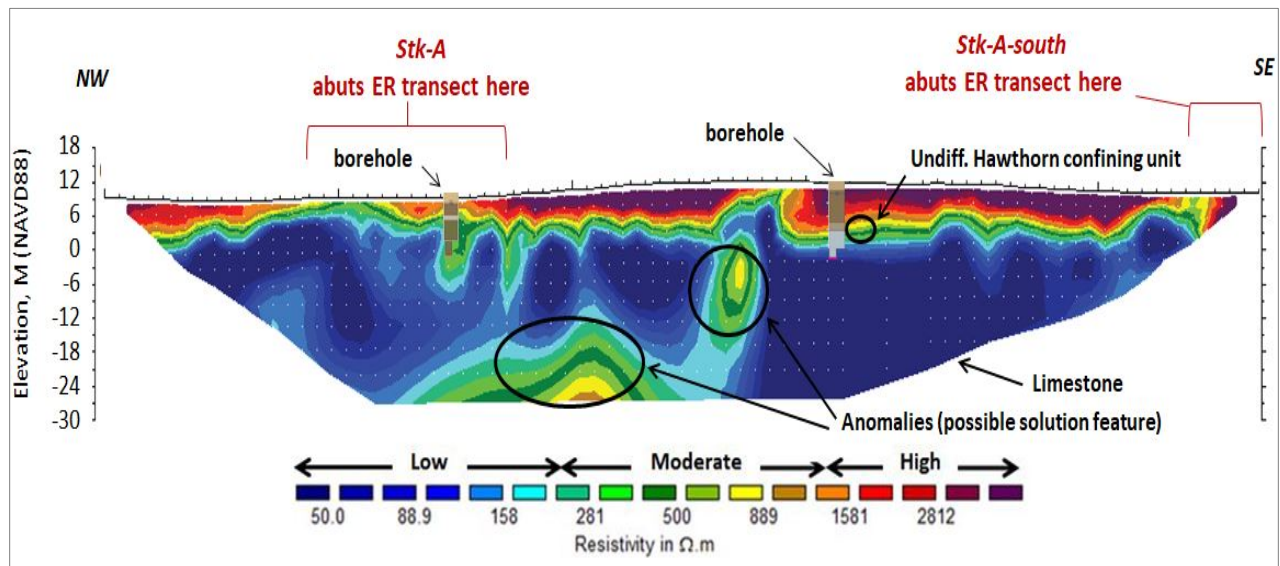 Stk-A
abuts ER transect here
Stk-A-south
abuts ER transect here
NW
SE
borehole
borehole
Undiff. Hawthorn confining unit
Elevation, M (NAVD88)
18
12
6
0
-6
-12
-18
-24
-30
Limestone
Anomalies (possible solution feature)
Low
Moderate
High
50.0 88.9 158 281 500 889 1581 2812
Resistivity in Ω.m